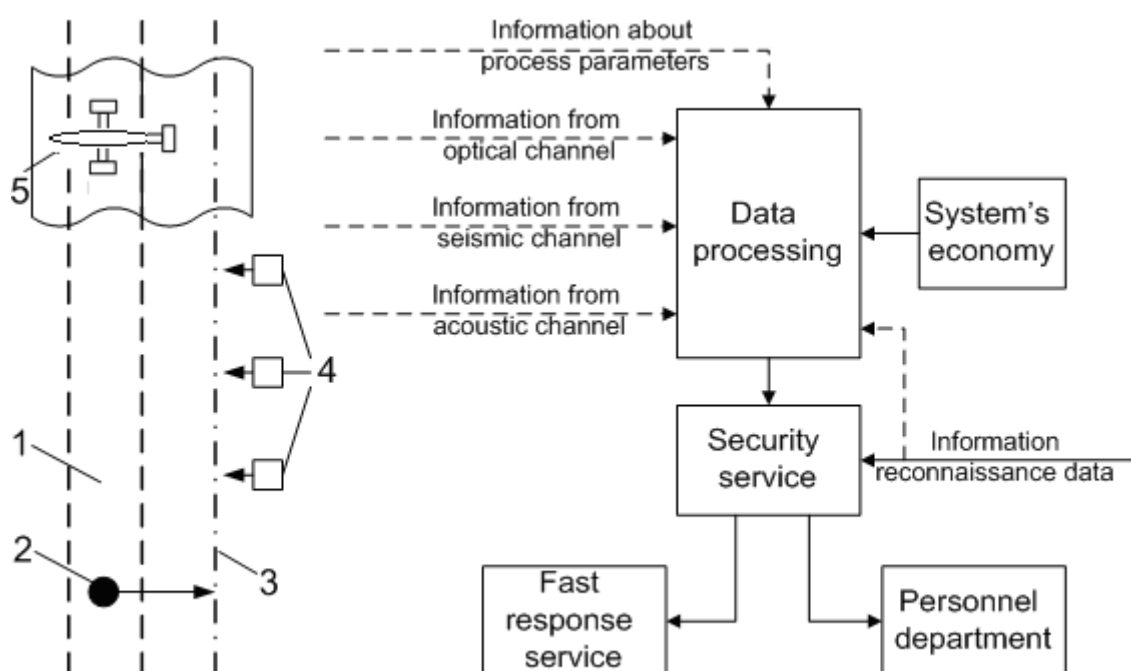 Information about
process parameters
Information from
optical channel
5
Information from
seismic channel
Data
processing
System's
economy
Information from
acoustic channel
4
1
Security
service
Information
reconnaissance data
2
3
Fast
response
service
Personnel
department